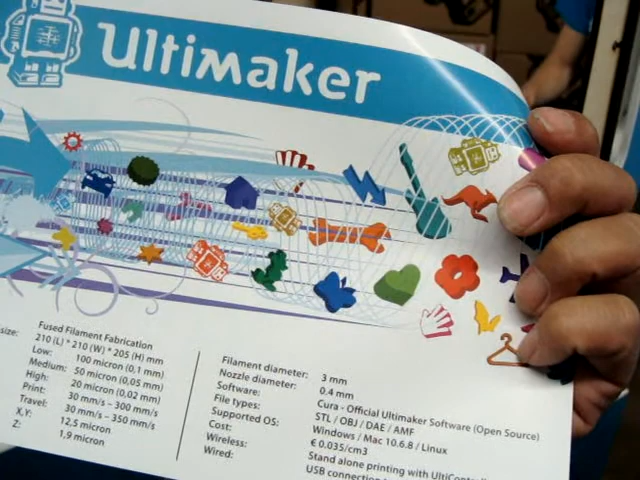 Ultimaker
size:
Fused Filament Fabrication
210 (L) * 210 (W) * 205 (H) mm
Low: 100 micron (0,1 mm)
Medium: 50 micron (0,05 mm)
High: 20 micron (0,02 mm)
Print: 30 mm/s – 300 mm/s
Travel: 30 mm/s – 350 mm/s
X,Y: 12,5 micron
Z: 1,9 micron
Filament diameter: 3 mm
Nozzle diameter: 0.4 mm
Software: Cura - Official Ultimaker Software (Open Source)
File types: STL / OBJ / DAE / AMF
Supported OS: Windows / Mac 10.6.8 / Linux
Cost: € 0.035/cm3
Wireless: Stand alone printing with
Wired: USB